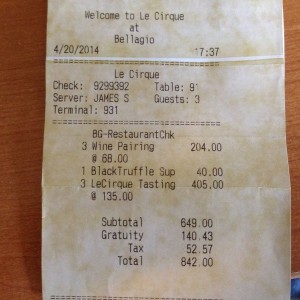 Welcome to Le Cirque
at
Bellagio
4/20/2014 17:37
Le Cirque
Check: 9299392 Table: 91
Server: JAMES S Guests: 3
Terminal: 931
BG-RestaurantChk
3 Wine Pairing 204.00
@ 68.00
1 BlackTruffle Sup 40.00
3 LeCirque Tasting 405.00
@ 135.00
Subtotal 649.00
Gratuity 140.43
Tax 52.57
Total 842.00